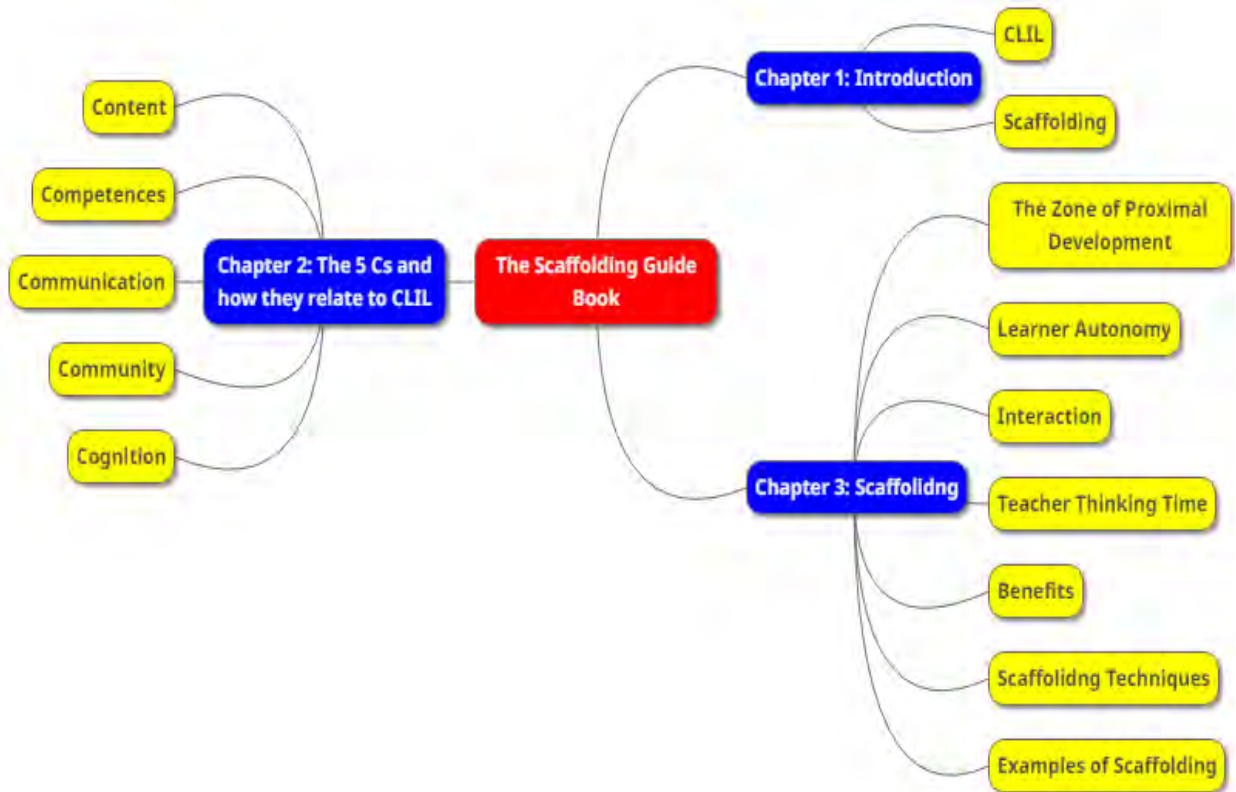 The Scaffolding Guide
Book
Chapter 1: Introduction
CLIL
Scaffolding
Chapter 2: The 5 Cs and
how they relate to CLIL
Content
Competences
Communication
Community
Cognition
Chapter 3: Scaffolidng
The Zone of Proximal
Development
Learner Autonomy
Interaction
Teacher Thinking Time
Benefits
Scaffolidng Techniques
Examples of Scaffolding